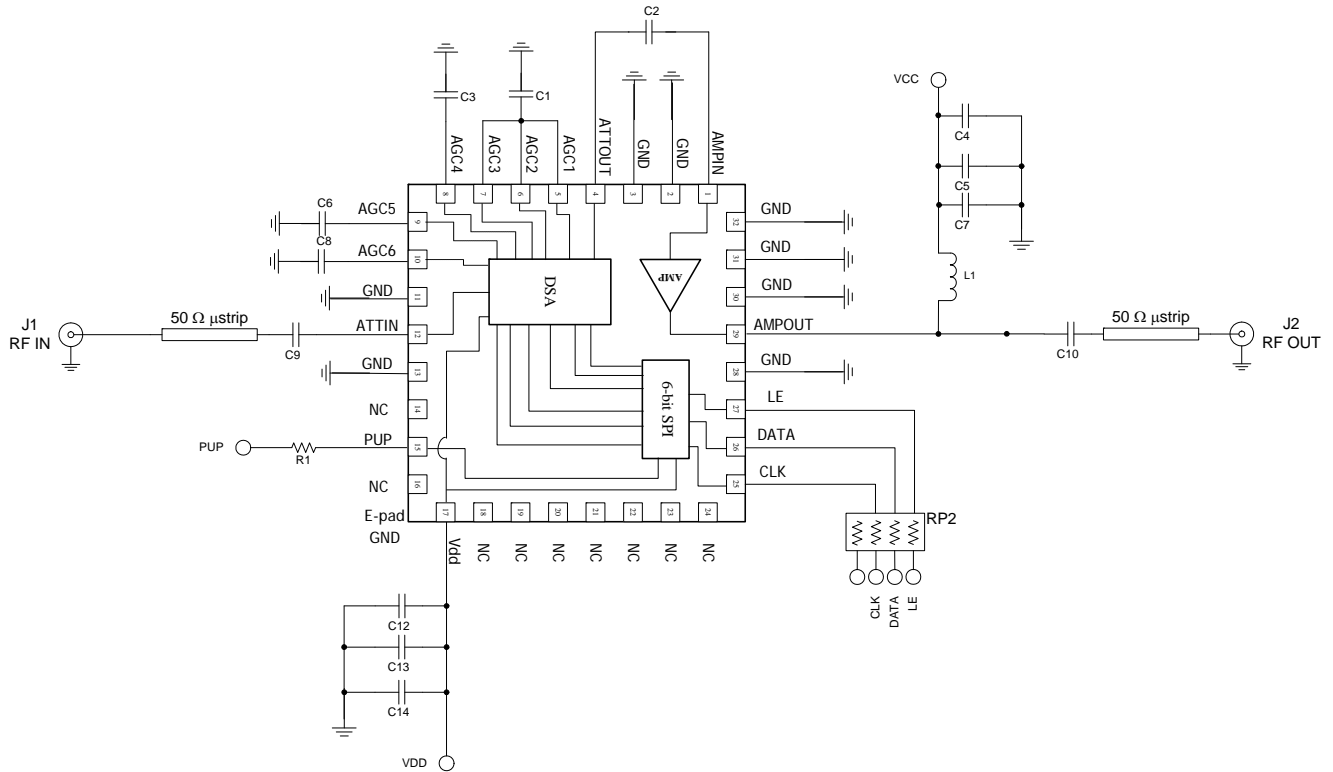 C2
C3
C1
VCC
C4
C5
C7
L1
AGC4
AGC3
AGC2
AGC1
ATTOUT
GND
GND
AMPIN
8
7
6
5
4
3
2
1
C6
AGC5
9
C8
AGC6
10
GND
11
J1
RF IN
50 Ω µstrip
C9
ATTIN
12
GND
13
NC
14
PUP
R1
PUP
15
NC
16
E-pad
GND
DSA
AMP
6-bit SPI
32
GND
31
GND
30
GND
29
AMPOUT
C10
50 Ω µstrip
J2
RF OUT
28
GND
27
LE
26
DATA
25
CLK
17
18
19
20
21
22
23
24
Vdd
NC
NC
NC
NC
NC
NC
NC
RP2
CLK
DATA
LE
C12
C13
C14
VDD